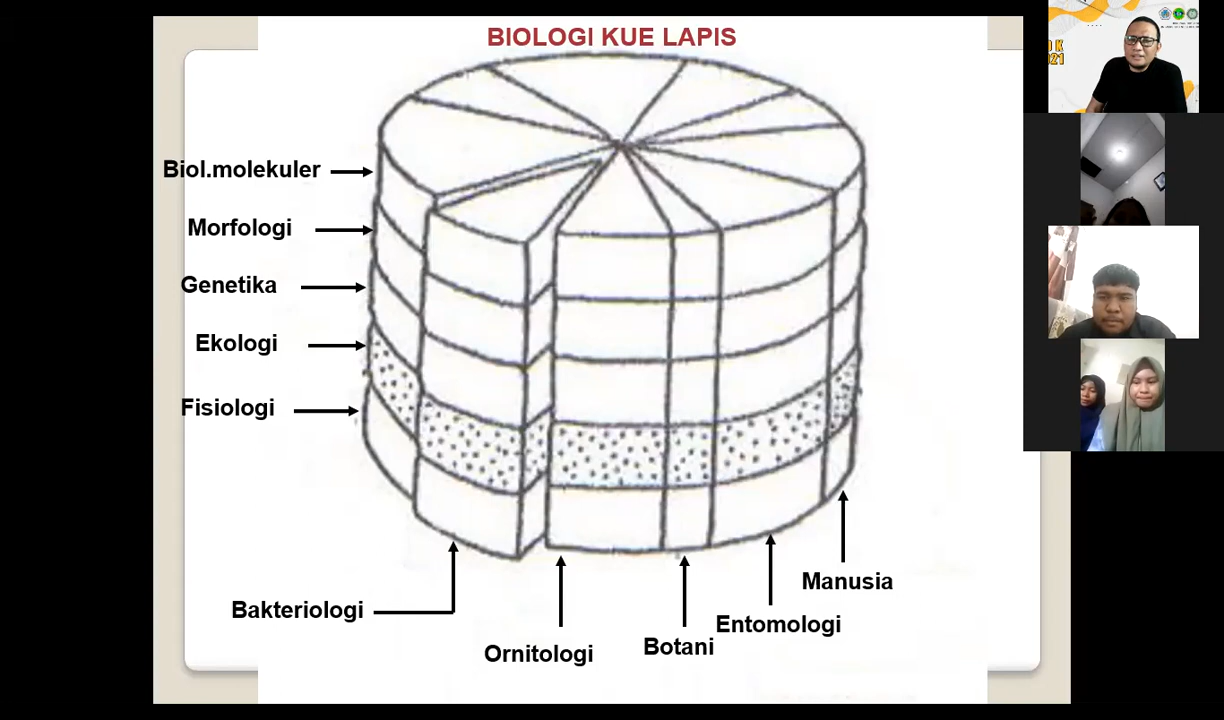 BIOLOGI KUE LAPIS
Biol.molekuler
Morfologi
Genetika
Ekologi
Fisiologi
Bakteriologi
Ornitologi
Botani
Entomologi
Manusia